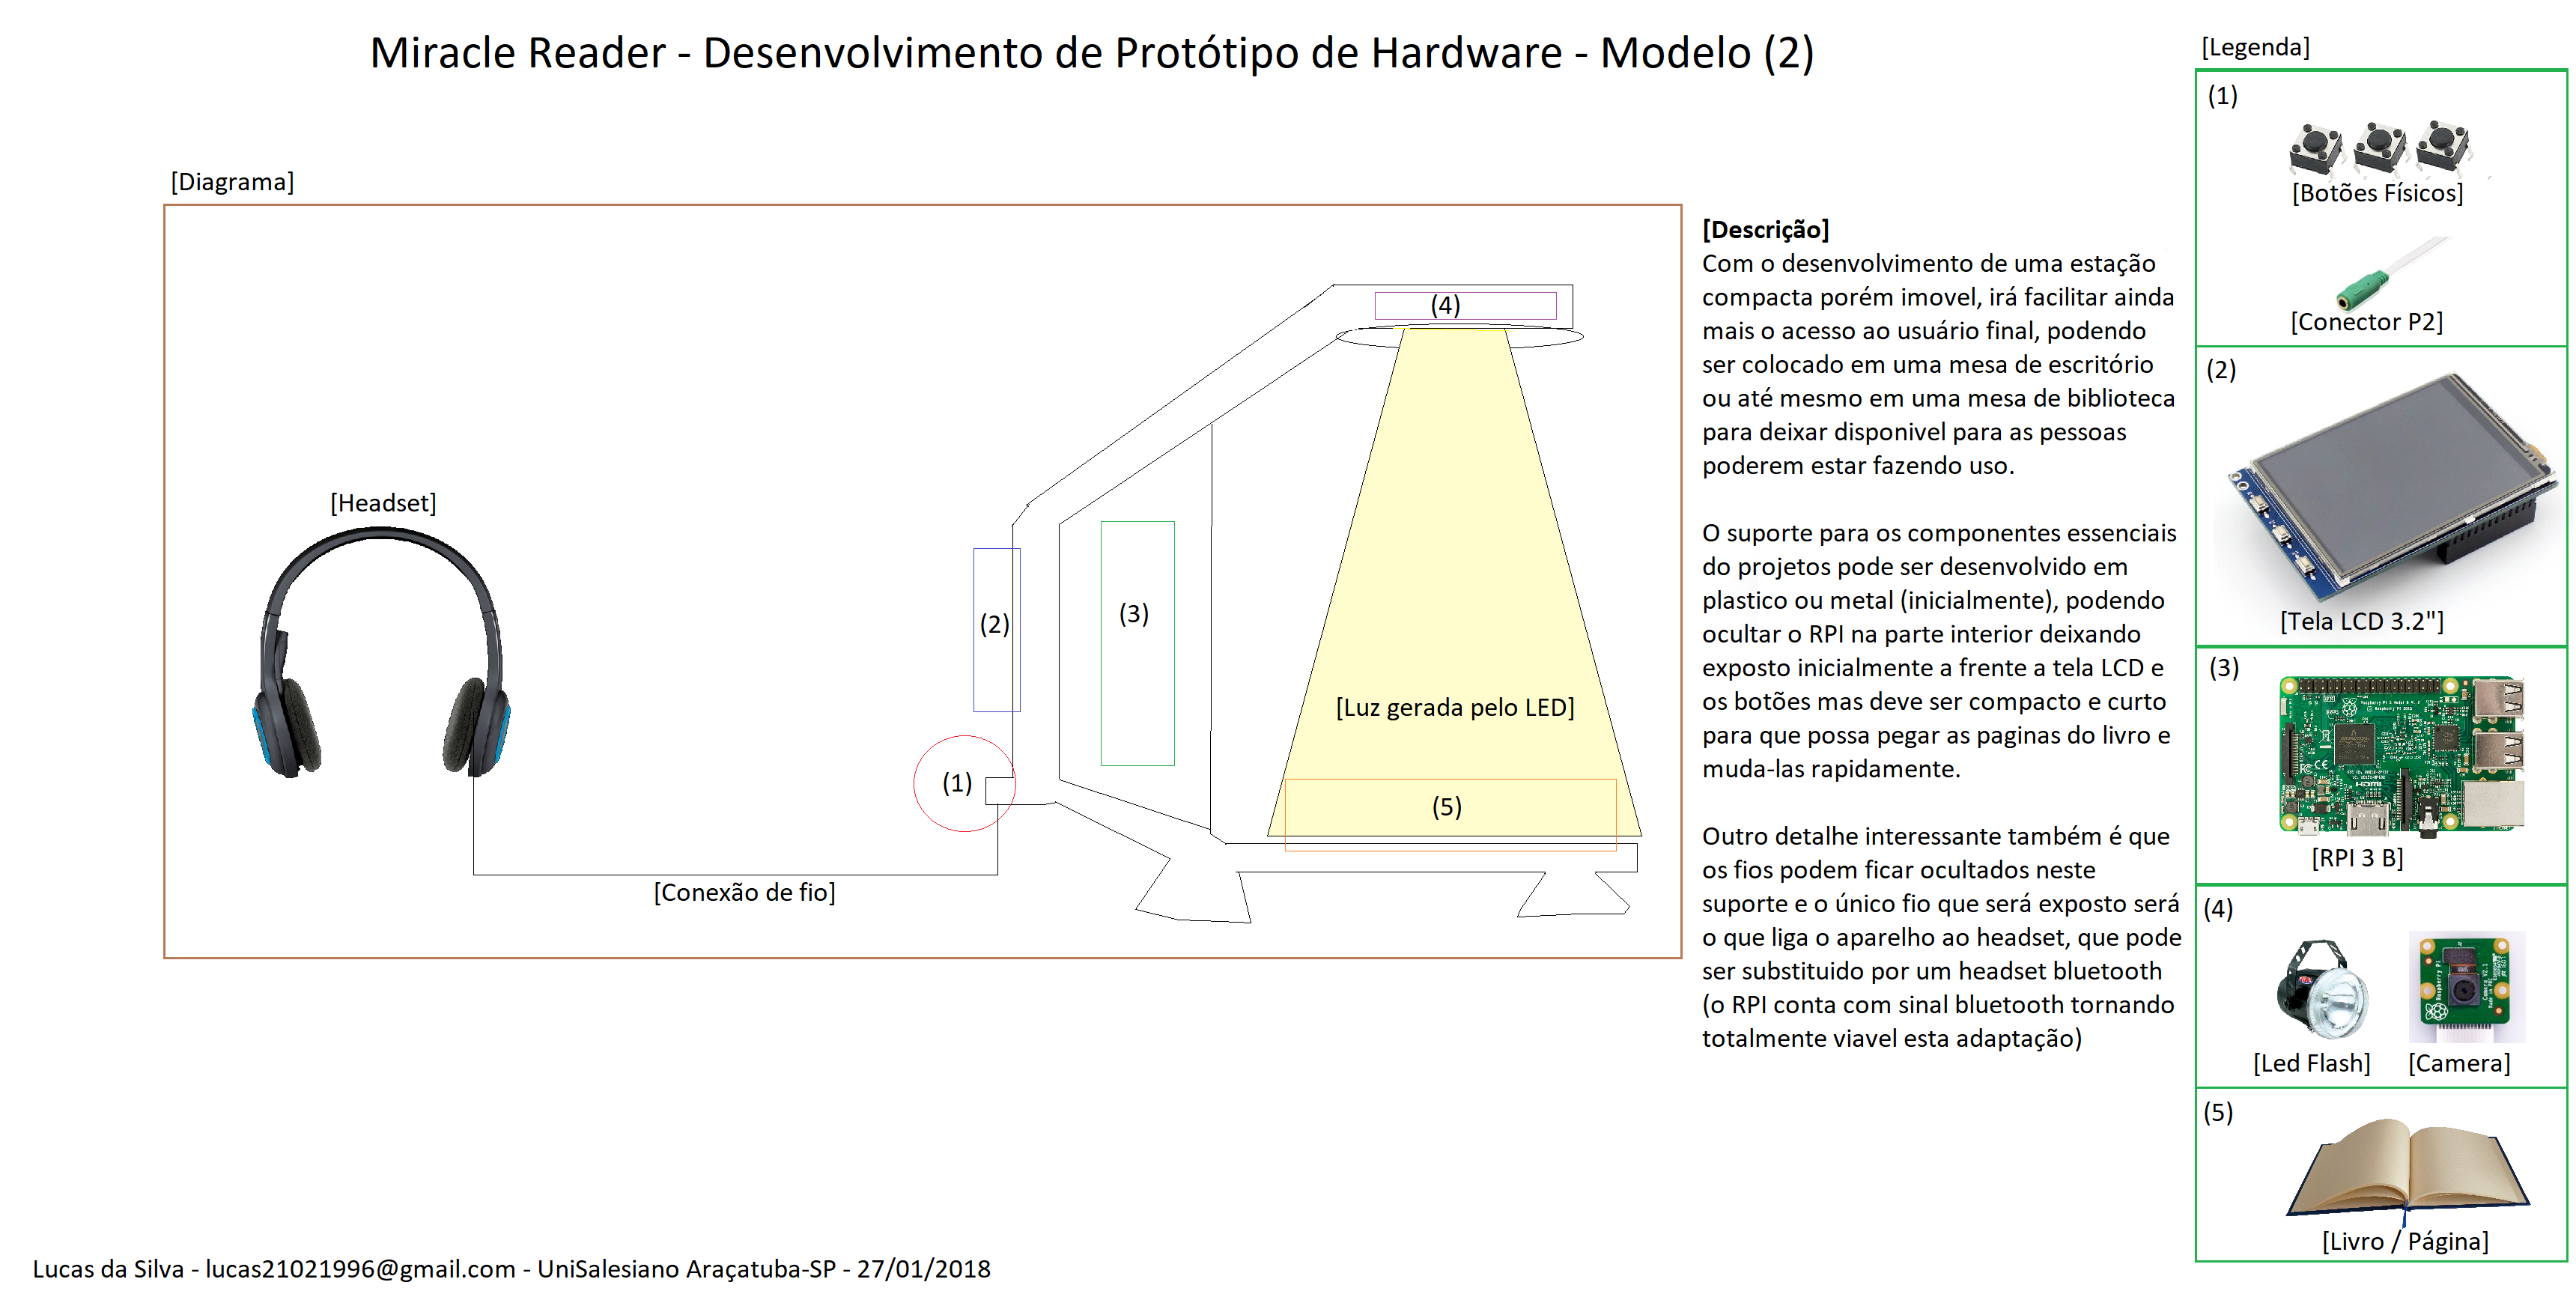 Miracle Reader - Desenvolvimento de Protótipo de Hardware - Modelo (2)
[Diagrama]
[Headset]
[Conexão de fio]
(1)
(2)
(3)
(4)
[Luz gerada pelo LED]
(5)
[Descrição]
Com o desenvolvimento de uma estação
compacta porém imovel, irá facilitar ainda
mais o acesso ao usuário final, podendo
ser colocado em uma mesa de escritório
ou até mesmo em uma mesa de biblioteca
para deixar disponivel para as pessoas
poderem estar fazendo uso.
O suporte para os componentes essenciais
do projetos pode ser desenvolvido em
plastico ou metal (inicialmente), podendo
ocultar o RPI na parte interior deixando
exposto inicialmente a frente a tela LCD e
os botões mas deve ser compacto e curto
para que possa pegar as paginas do livro e
muda-las rapidamente.
Outro detalhe interessante também é que
os fios podem ficar ocultados neste
suporte e o único fio que será exposto será
o que liga o aparelho ao headset, que pode
ser substituido por um headset bluetooth
(o RPI conta com sinal bluetooth tornando
totalmente viavel esta adaptação)
[Legenda]
(1)
[Botões Físicos]
[Conector P2]
(2)
[Tela LCD 3.2"]
(3)
[RPI 3 B]
(4)
[Led Flash]
[Camera]
(5)
[Livro / Página]
Lucas da Silva - lucas21021996@gmail.com - UniSalesiano Araçatuba-SP - 27/01/2018